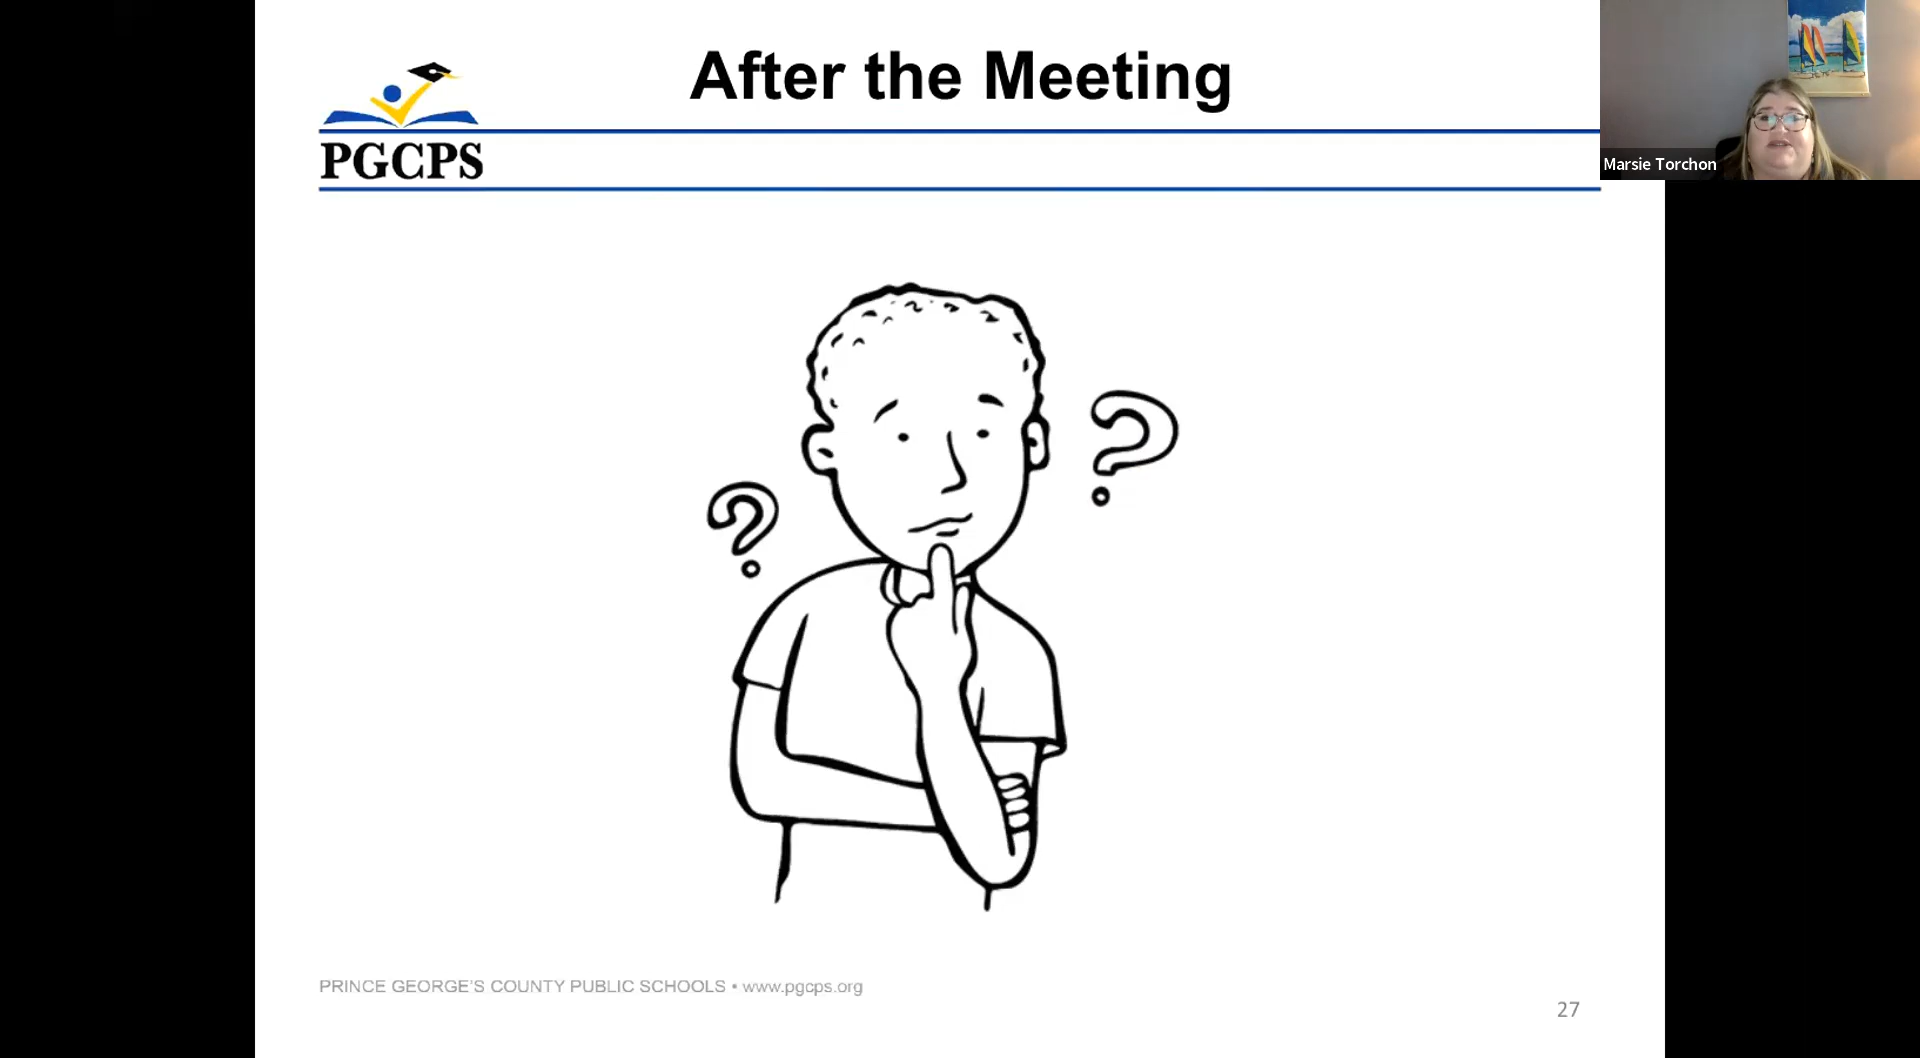 After the Meeting
PGCPS
Marsie Torchon
?
?
PRINCE GEORGE'S COUNTY PUBLIC SCHOOLS • www.pgcps.org
27